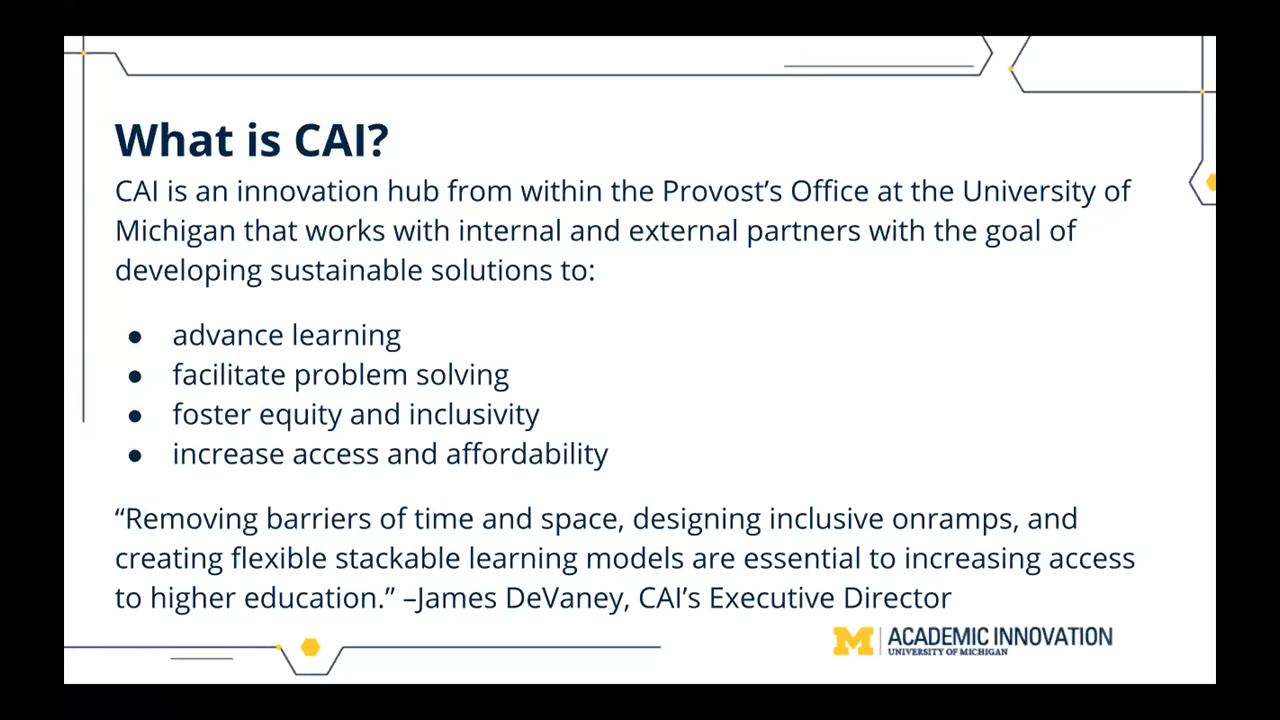 What is CAI?
CAI is an innovation hub from within the Provost’s Office at the University of
Michigan that works with internal and external partners with the goal of
developing sustainable solutions to:
● advance learning
● facilitate problem solving
● foster equity and inclusivity
● increase access and affordability
“Removing barriers of time and space, designing inclusive onramps, and
creating flexible stackable learning models are essential to increasing access
to higher education.” –James DeVaney, CAI’s Executive Director
M ACADEMIC INNOVATION
UNIVERSITY OF MICHIGAN